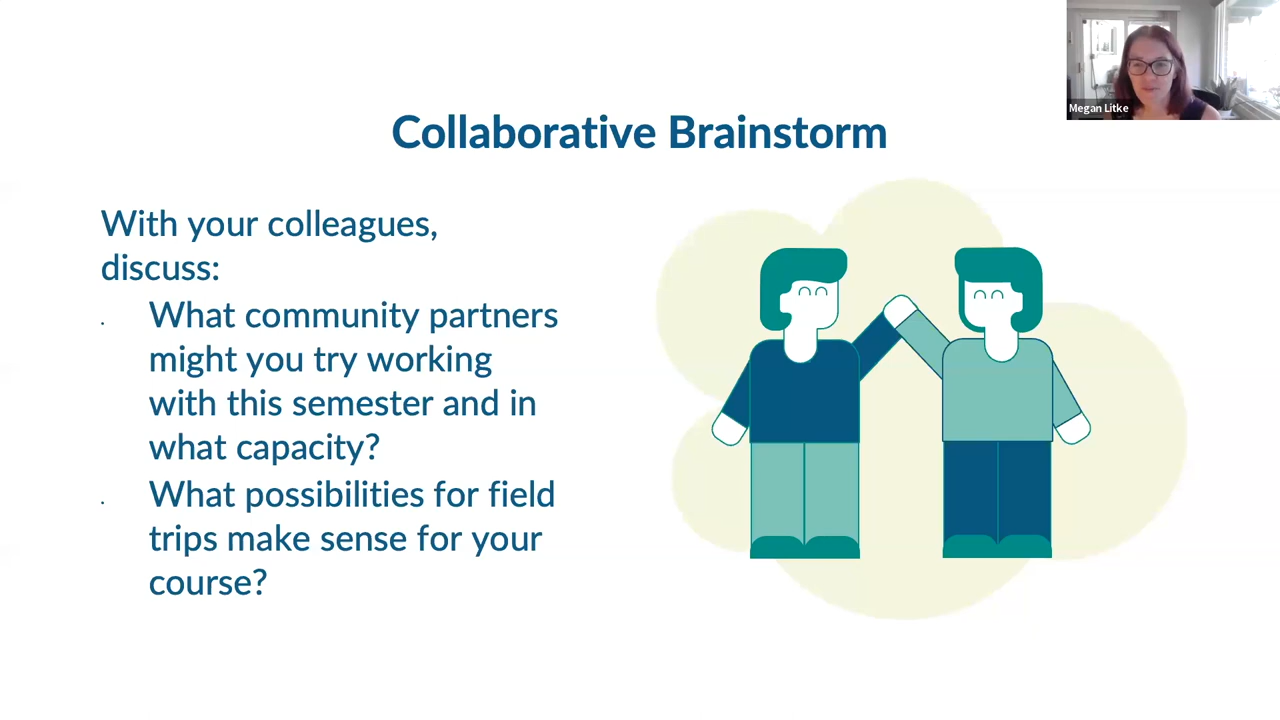 Megan Litke
Collaborative Brainstorm
With your colleagues,
discuss:
. What community partners
might you try working
with this semester and in
what capacity?
. What possibilities for field
trips make sense for your
course?